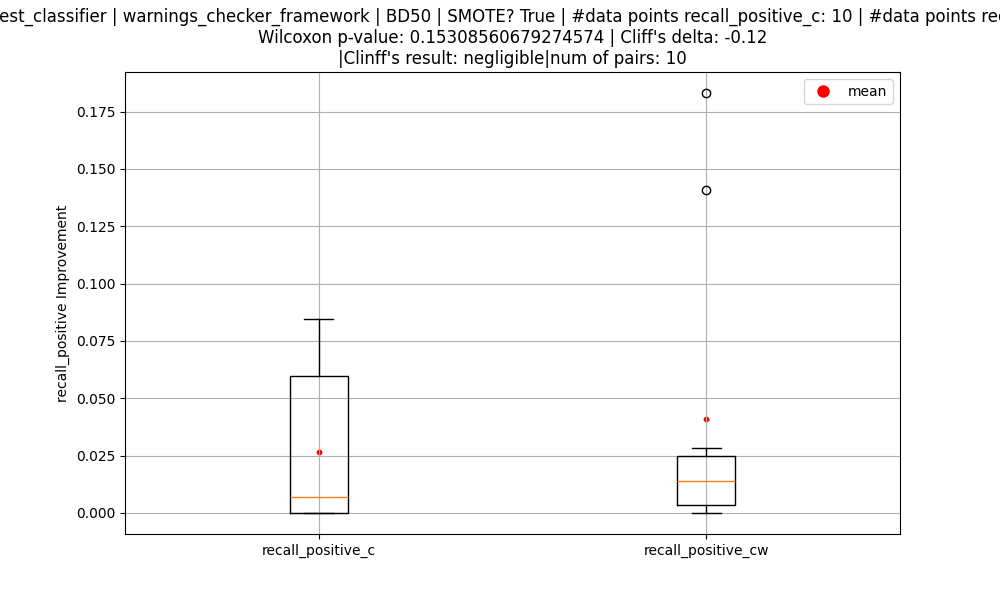 est_classifier | warnings_checker_framework | BD50 | SMOTE? True | #data points recall_positive_c: 10 | #data points
Wilcoxon p-value: 0.15308560679274574 | Cliff's delta: -0.12
|Clinff's result: negligible|num of pairs: 10
mean
0.175
0.150
0.125
0.100
0.075
0.050
0.025
0.000
recall_positive Improvement
recall_positive_c
recall_positive_cw